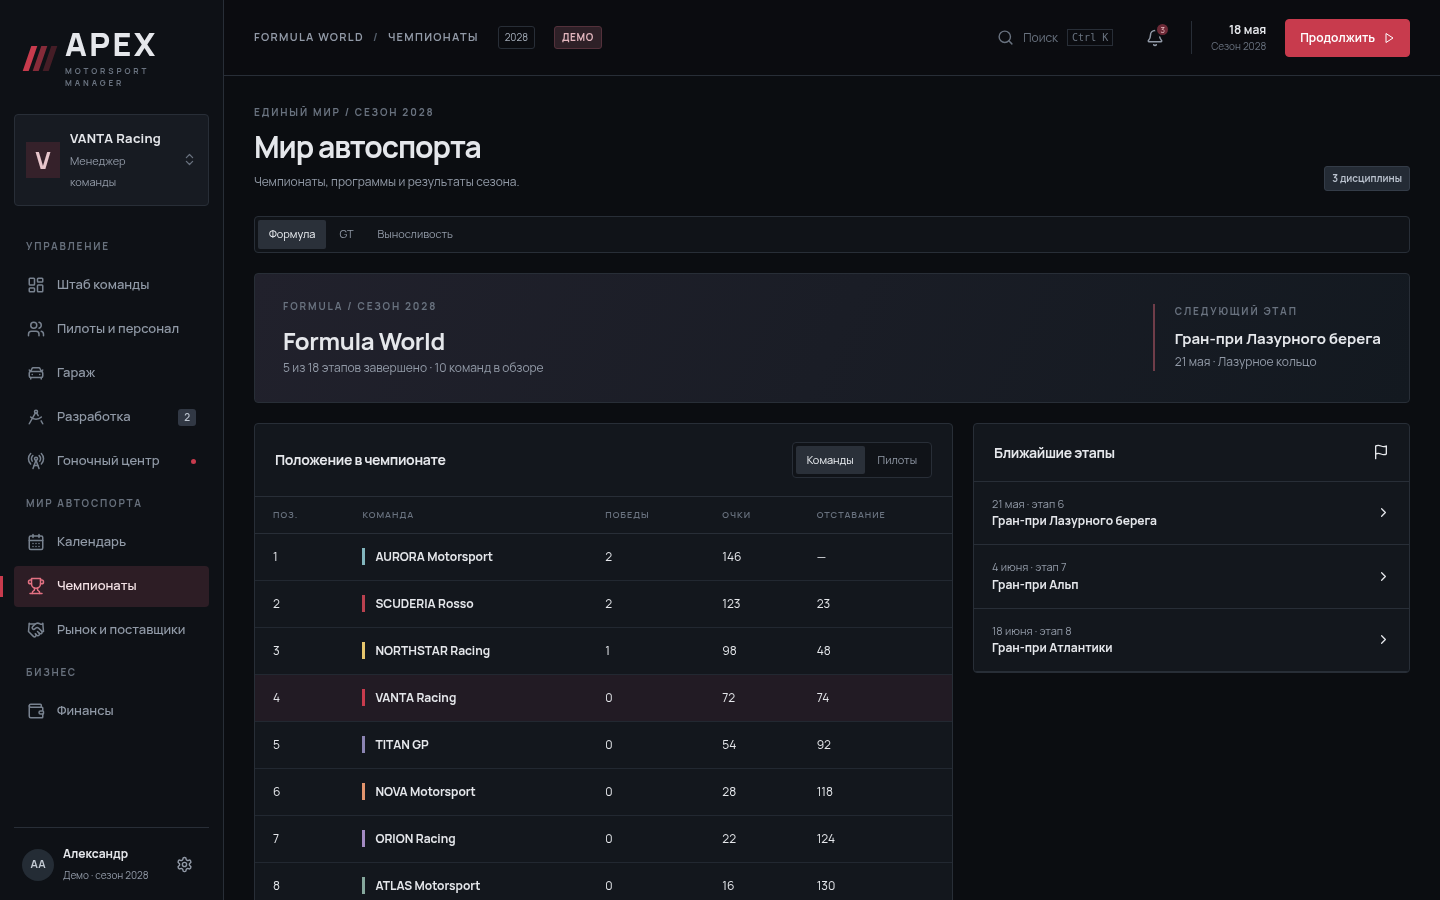 APEX
MOTORSPORT
MANAGER
V
VANTA Racing
Менеджер
команды
УПРАВЛЕНИЕ
Штаб команды
Пилоты и персонал
Гараж
Разработка 2
Гоночный центр
МИР АВТОСПОРТА
Календарь
Чемпионаты
Рынок и поставщики
БИЗНЕС
Финансы
AA
Александр
Демо · сезон 2028
FORMULA WORLD / ЧЕМПИОНАТЫ 2028 ДЕМО
Поиск Ctrl K
3
18 мая
Сезон 2028
Продолжить
ЕДИНЫЙ МИР / СЕЗОН 2028
Мир автоспорта
Чемпионаты, программы и результаты сезона.
3 дисциплины
Формула GT Выносливость
FORMULA / СЕЗОН 2028
Formula World
5 из 18 этапов завершено · 10 команд в обзоре
СЛЕДУЮЩИЙ ЭТАП
Гран-при Лазурного берега
21 мая · Лазурное кольцо
Положение в чемпионате
Команды Пилоты
ПОЗ. КОМАНДА ПОБЕДЫ ОЧКИ ОТСТАВАНИЕ
1 AURORA Motorsport 2 146 —
2 SCUDERIA Rosso 2 123 23
3 NORTHSTAR Racing 1 98 48
4 VANTA Racing 0 72 74
5 TITAN GP 0 54 92
6 NOVA Motorsport 0 28 118
7 ORION Racing 0 22 124
8 ATLAS Motorsport 0 16 130
Ближайшие этапы
21 мая · этап 6
Гран-при Лазурного берега
4 июня · этап 7
Гран-при Альп
18 июня · этап 8
Гран-при Атлантики